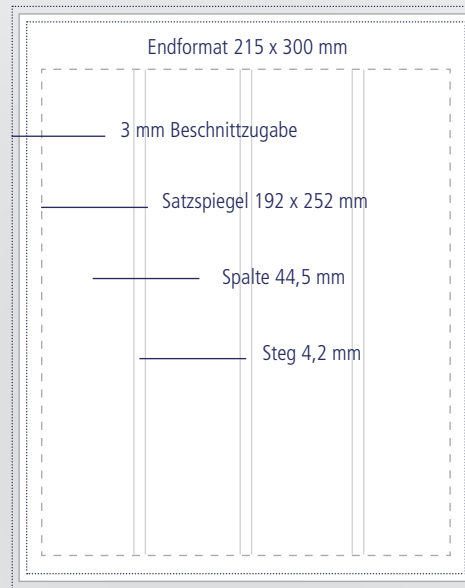 Endformat 215 x 300 mm
3 mm Beschnittzugabe
Satzspiegel 192 x 252 mm
Spalte 44,5 mm
Steg 4,2 mm